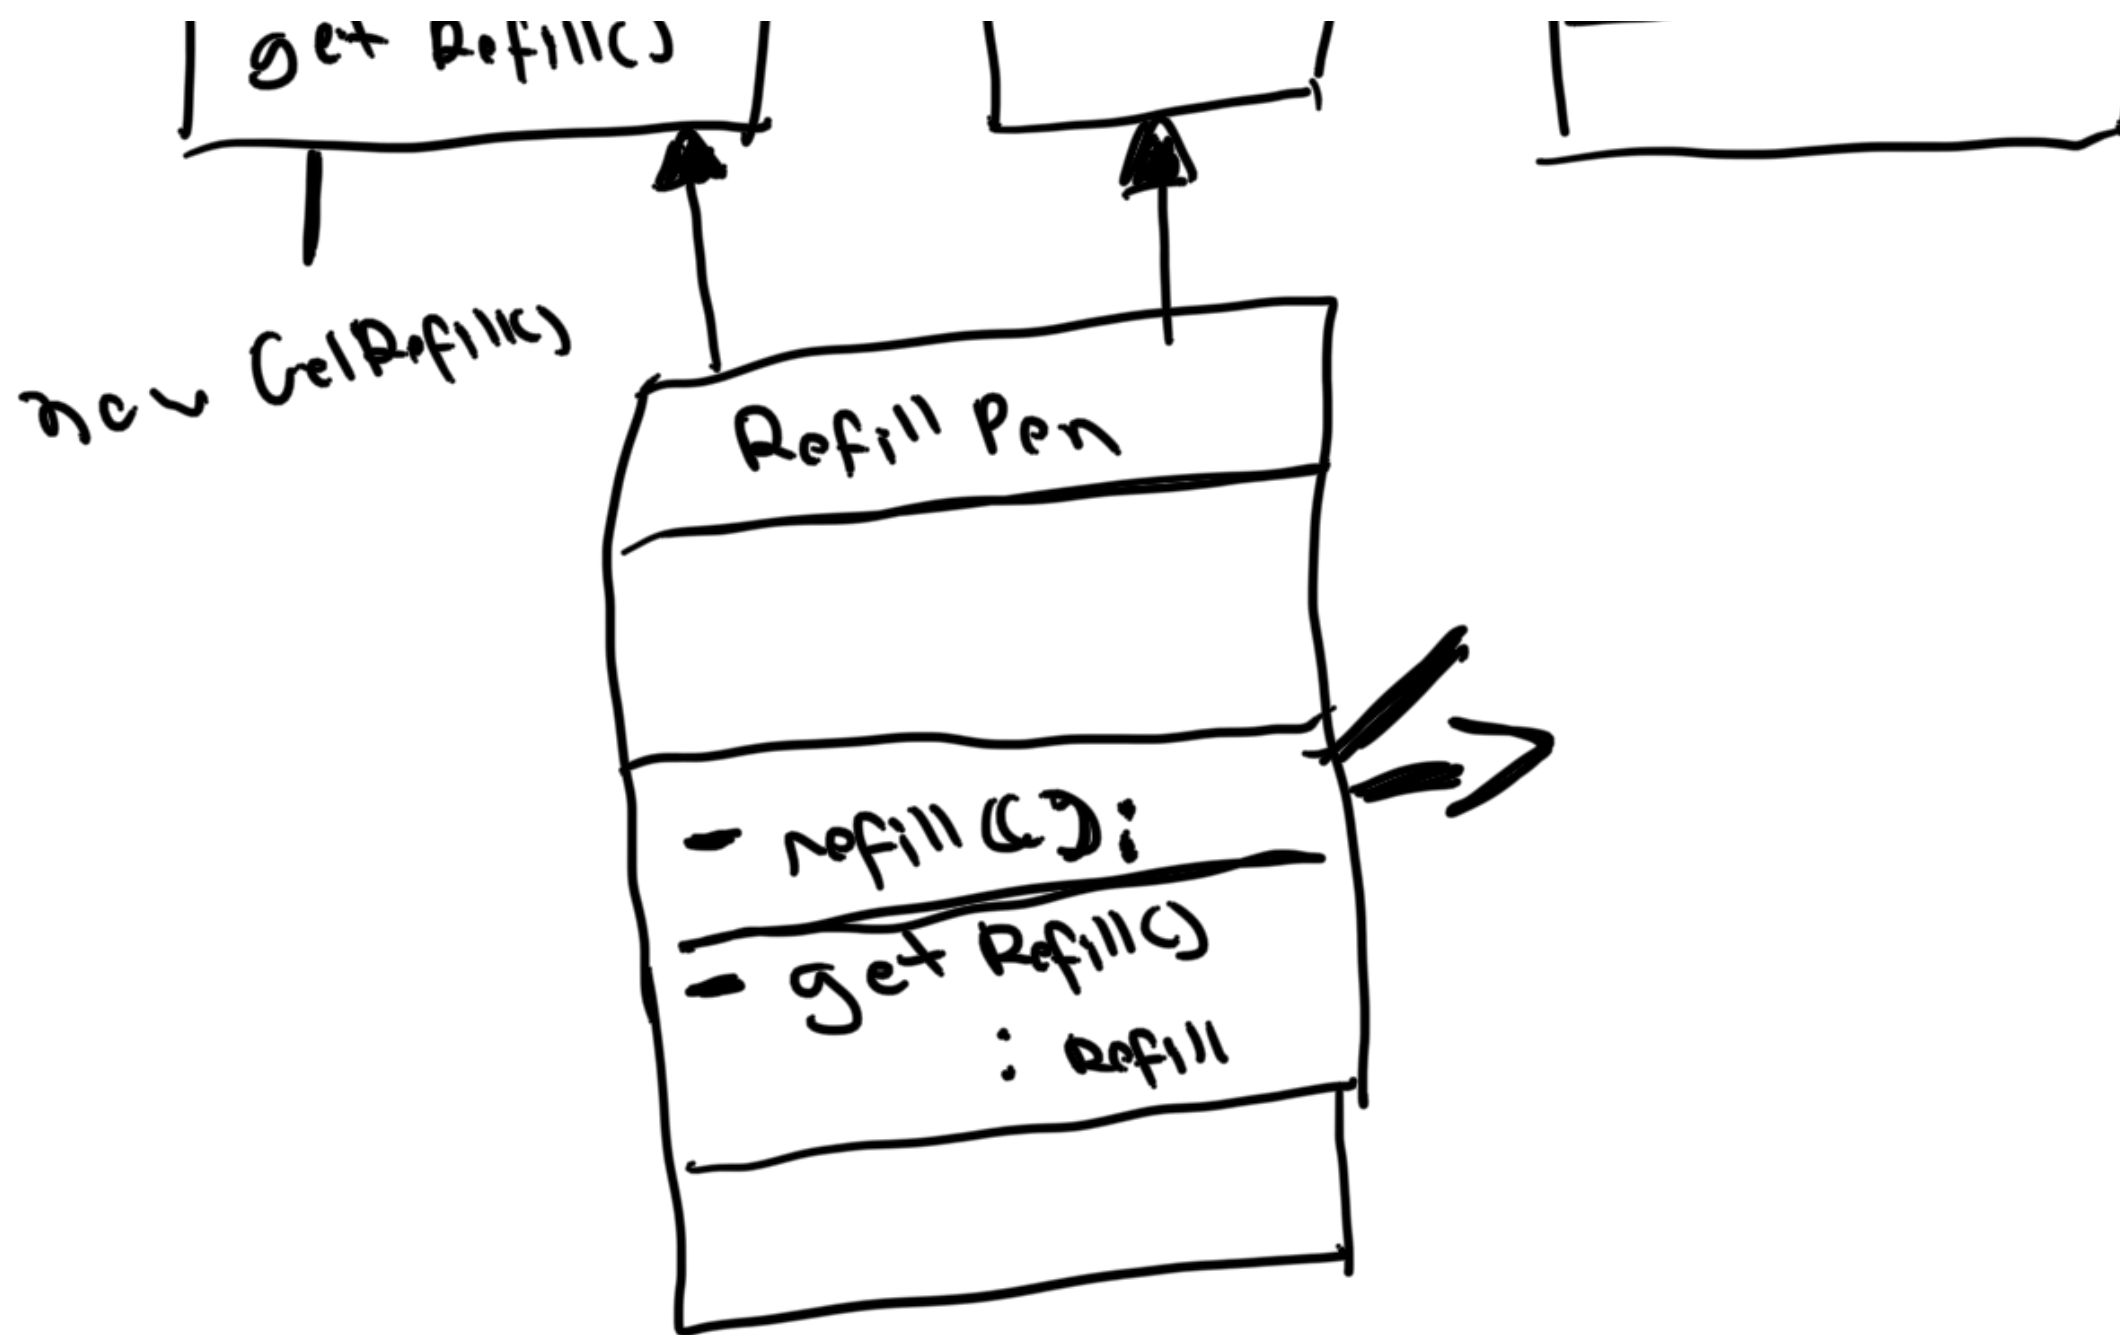 get Refill()
new GelRefill()
Refill Pen
- refill():
- get Refill()
: Refill